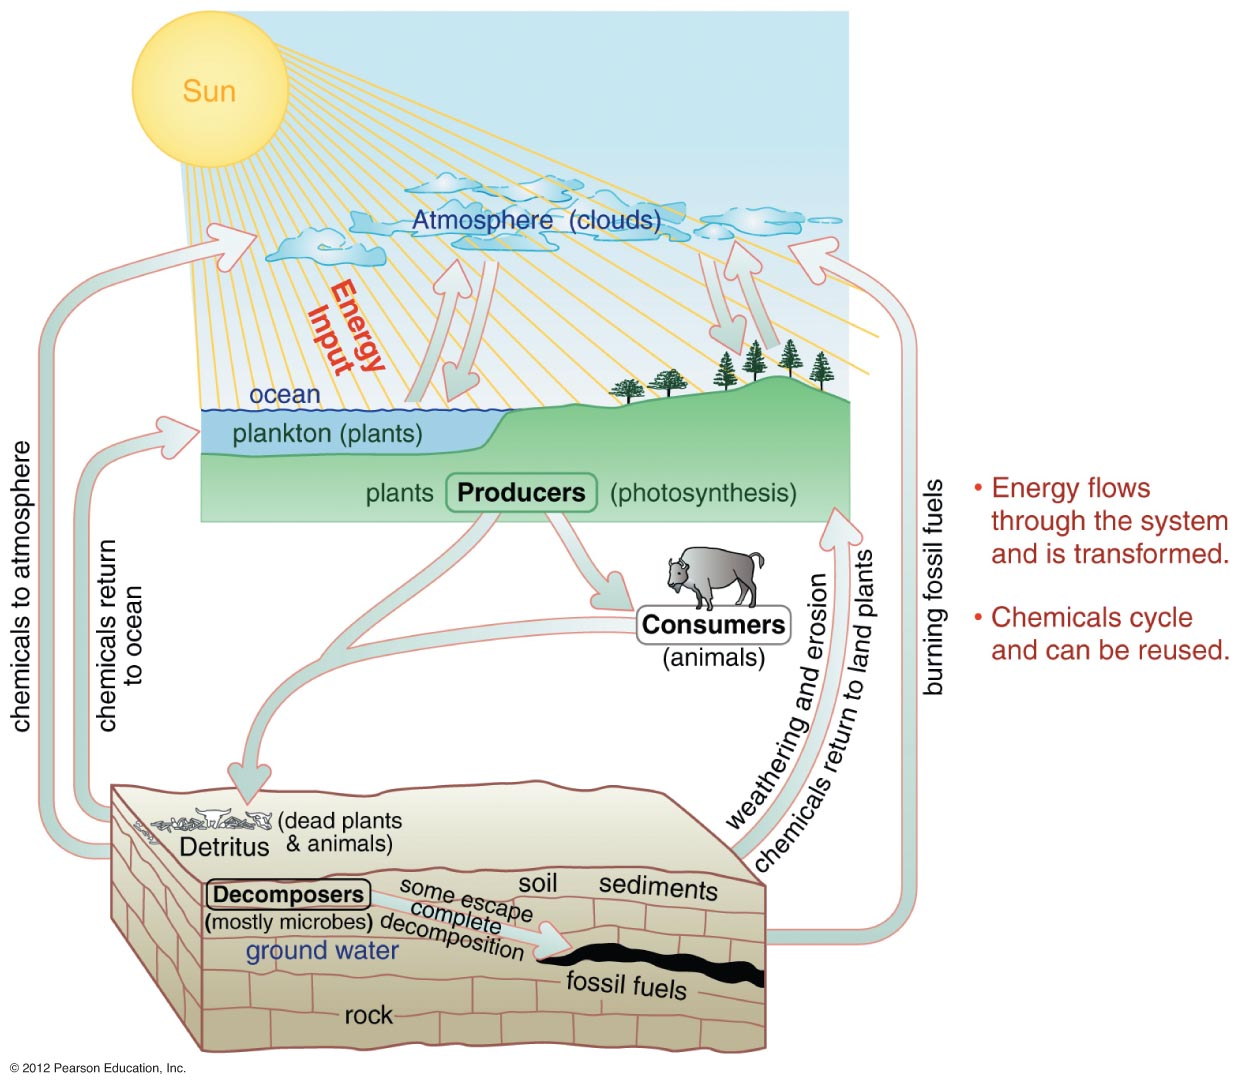 Sun
Atmosphere (clouds)
Energy
Input
ocean
plankton (plants)
plants Producers (photosynthesis)
Consumers
(animals)
chemicals to atmosphere
chemicals return
to ocean
weathering and erosion
chemicals return to land plants
burning fossil fuels
• Energy flows
through the system
and is transformed.
• Chemicals cycle
and can be reused.
(dead plants
Detritus & animals)
Decomposers
(mostly microbes)
some escape
complete
decomposition
soil sediments
ground water
fossil fuels
rock
© 2012 Pearson Education, Inc.